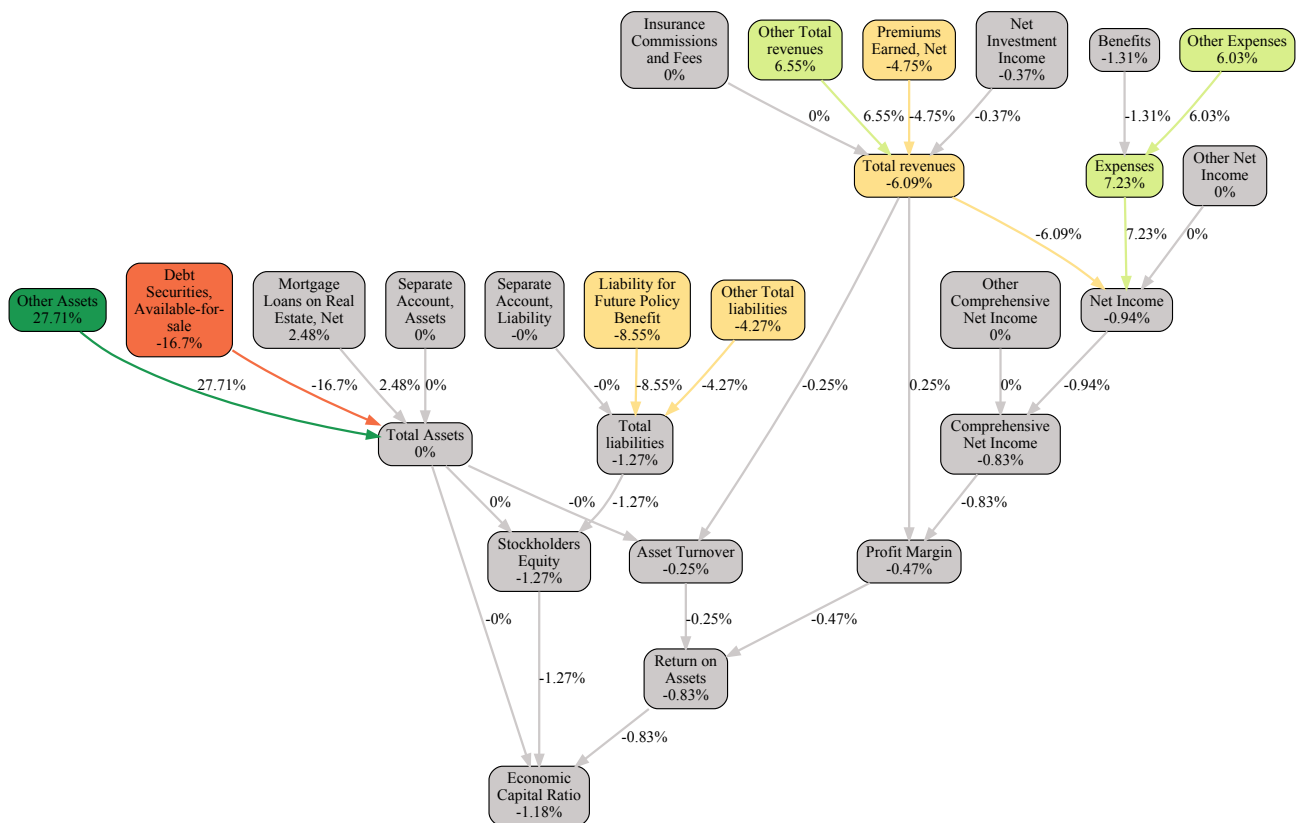 Insurance
Commissions
and Fees
0%
Other Total
revenues
6.55%
Premiums
Earned, Net
-4.75%
Net
Investment
Income
-0.37%
Benefits
-1.31%
Other Expenses
6.03%
0%
6.55%
-4.75%
-0.37%
-1.31%
6.03%
Total revenues
-6.09%
Expenses
7.23%
Other Net
Income
0%
-6.09%
7.23%
0%
Other Assets
27.71%
Debt
Securities,
Available-for-
sale
-16.7%
Mortgage
Loans on Real
Estate, Net
2.48%
Separate
Account,
Assets
0%
Separate
Account,
Liability
-0%
Liability for
Future Policy
Benefit
-8.55%
Other Total
liabilities
-4.27%
Other
Comprehensive
Net Income
0%
Net Income
-0.94%
27.71%
-16.7%
2.48%
0%
-0%
-8.55%
-4.27%
-0.25%
0.25%
0%
-0.94%
Total Assets
0%
Total
liabilities
-1.27%
Comprehensive
Net Income
-0.83%
0%
-0%
-1.27%
-0.83%
Stockholders
Equity
-1.27%
Asset Turnover
-0.25%
Profit Margin
-0.47%
-0%
-0.25%
-0.47%
-1.27%
Return on
Assets
-0.83%
-0.83%
Economic
Capital Ratio
-1.18%